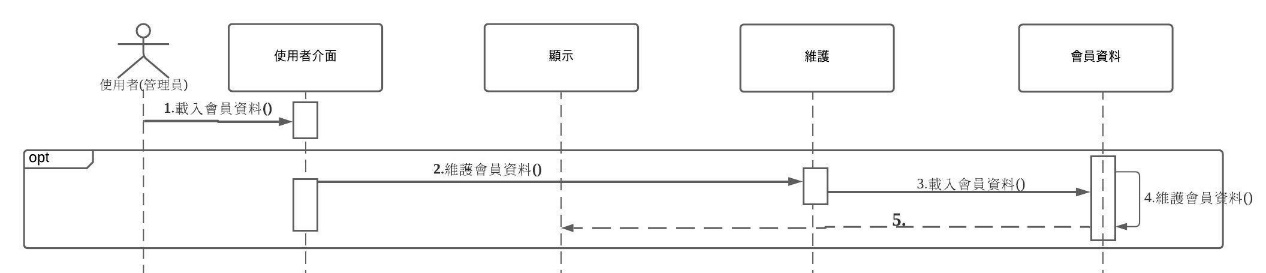 使用者介面
顯示
維護
會員資料
使用者(管理員)
1.載入會員資料()
opt
2.維護會員資料()
3.載入會員資料()
4.維護會員資料()
5.